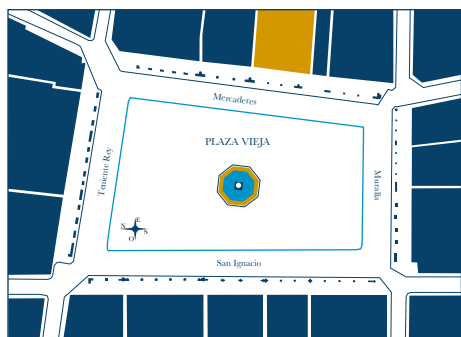 Mercaderes
PLAZA VIEJA
Teniente Rey
Muralla
N E S O
San Ignacio